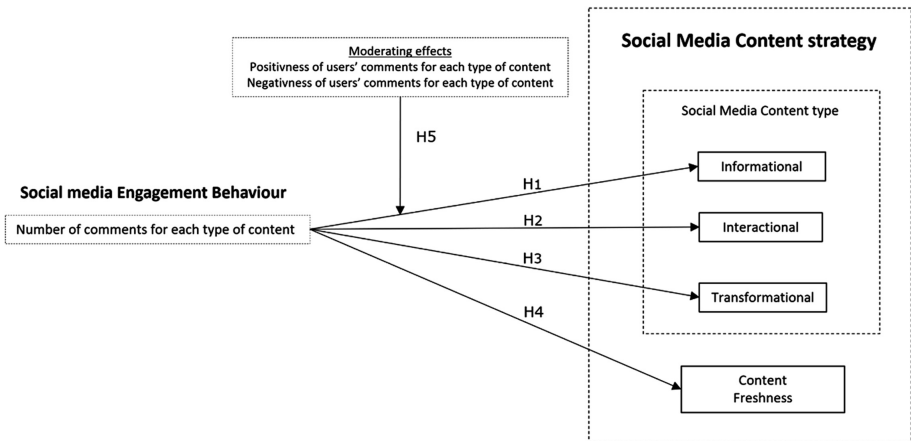 Social Media Content strategy
Moderating effects
Positivness of users' comments for each type of content
Negativness of users' comments for each type of content
Social Media Content type
H5
Informational
H1
Social media Engagement Behaviour
Number of comments for each type of content
H2
Interactional
H3
Transformational
H4
Content
Freshness